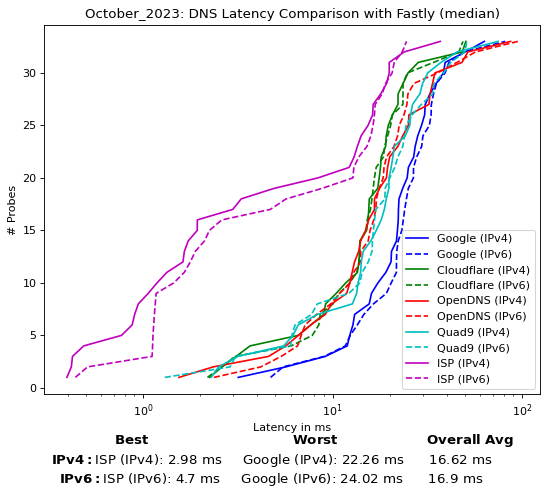 October_2023: DNS Latency Comparison with Fastly (median)
30
25
20
15
10
5
0
# Probes
Google (IPv4)
Google (IPv6)
Cloudflare (IPv4)
Cloudflare (IPv6)
OpenDNS (IPv4)
OpenDNS (IPv6)
Quad9 (IPv4)
Quad9 (IPv6)
ISP (IPv4)
ISP (IPv6)
10⁰ 10¹ 10²
Latency in ms
Best Worst Overall Avg
IPv4: ISP (IPv4): 2.98 ms Google (IPv4): 22.26 ms 16.62 ms
IPv6: ISP (IPv6): 4.7 ms Google (IPv6): 24.02 ms 16.9 ms